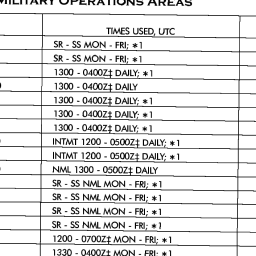 MILITARY OPERATIONS AREAS
TIMES USED, UTC
SR - SS MON - FRI; *1
SR - SS MON - FRI; *1
1300 - 0400Z‡ DAILY; *1
1300 - 0400Z‡ DAILY
1300 - 0400Z‡ DAILY; *1
1300 - 0400Z‡ DAILY; *1
1300 - 0400Z‡ DAILY; *1
INTMT 1200 - 0500Z‡ DAILY; *1
INTMT 1200 - 0500Z‡ DAILY; *1
NML 1300 - 0500Z‡ DAILY
SR - SS NML MON - FRI; *1
SR - SS NML MON - FRI; *1
SR - SS NML MON - FRI; *1
SR - SS NML MON - FRI; *1
1200 - 0700Z‡ MON - FRI; *1
1330 - 0400Z‡ MON - FRI; *1